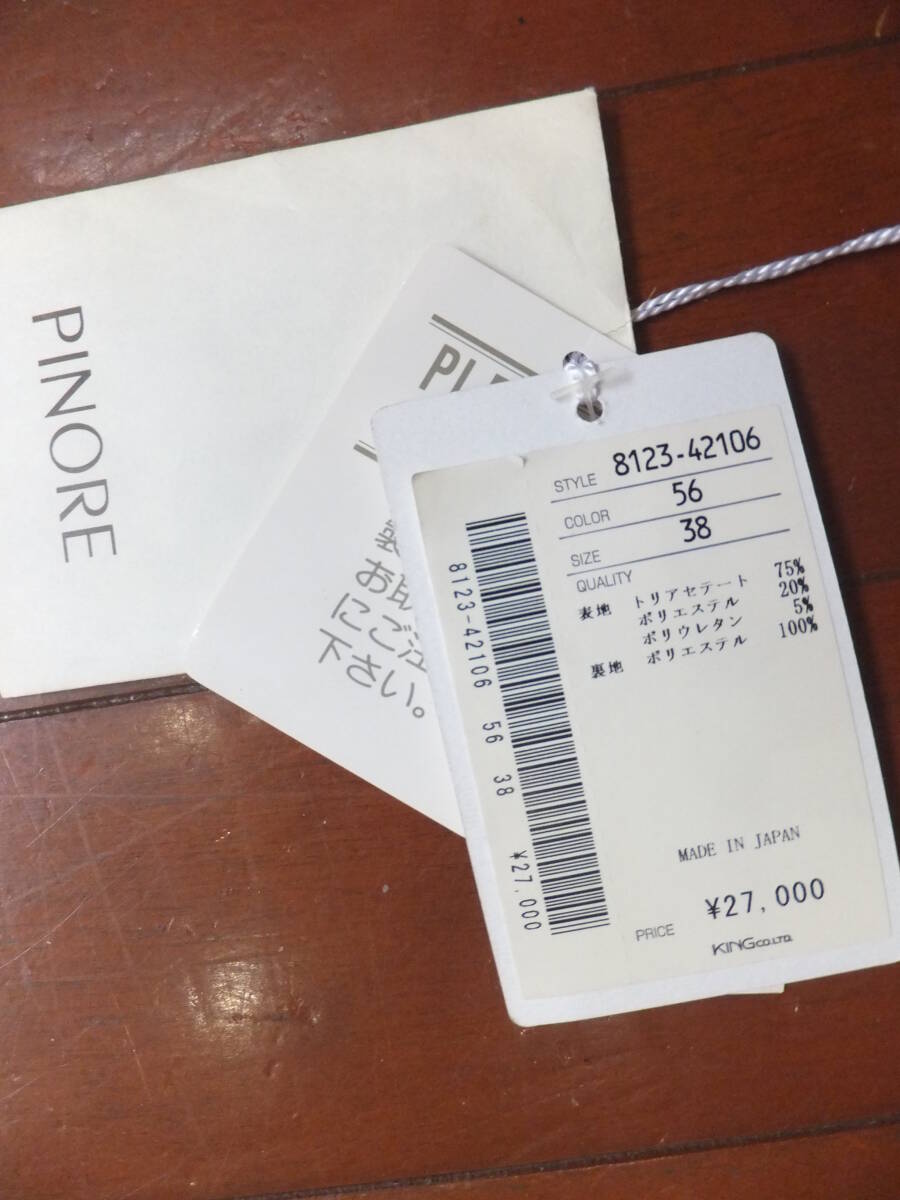 PINORE
お取
にご注
下さい。
STYLE 8123-42106
COLOR 56
SIZE 38
QUALITY
表地 トリアセテート 75%
ポリエステル 20%
ポリウレタン 5%
裏地 ポリエステル 100%
MADE IN JAPAN
PRICE ¥27,000
KING CO.LTD.
8123-42106 56 38 ¥27,000